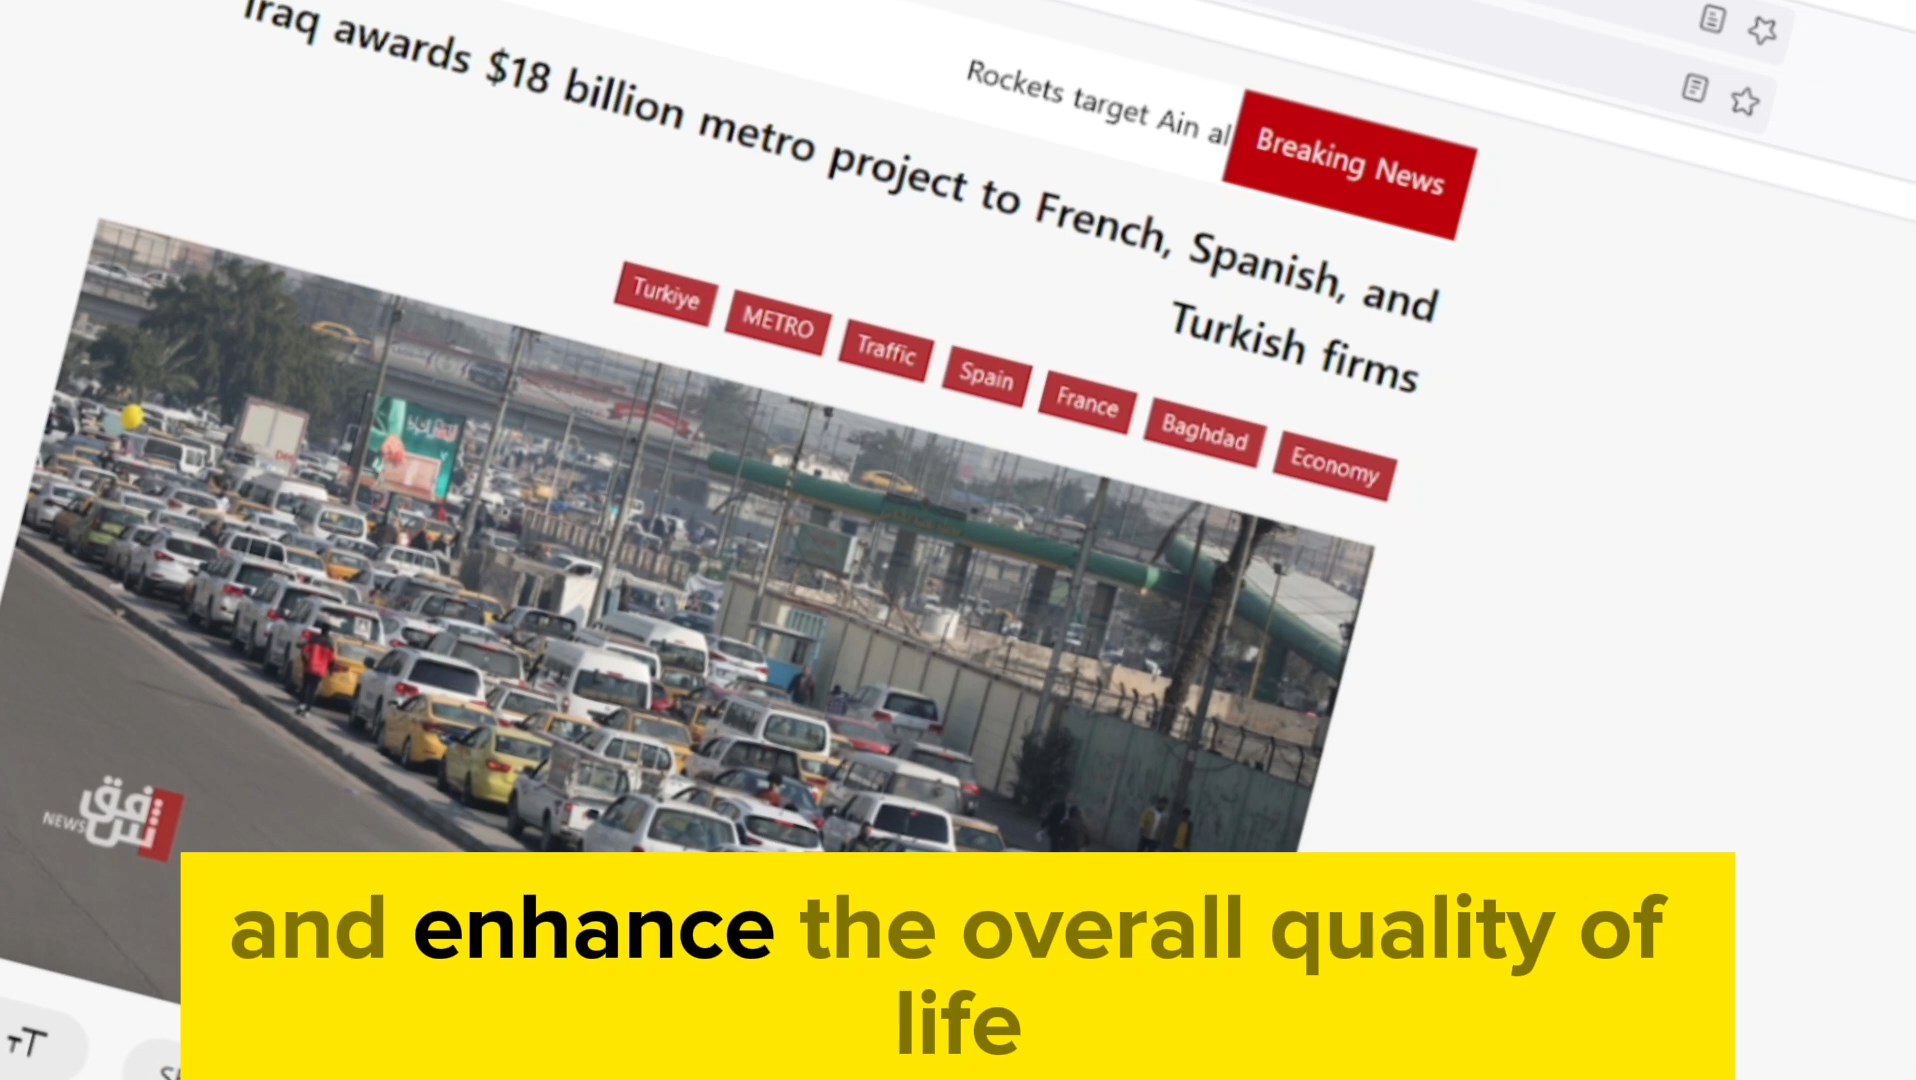 Rockets target Ain al
Breaking News
Iraq awards $18 billion metro project to French, Spanish, and
Turkish firms
Turkiye
METRO
Traffic
Spain
France
Baghdad
Economy
شفق
NEWS
and enhance the overall quality of
life